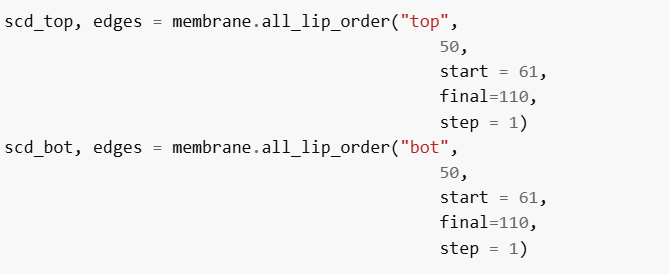 scd_top, edges = membrane.all_lip_order("top",
50,
start = 61,
final=110,
step = 1)
scd_bot, edges = membrane.all_lip_order("bot",
50,
start = 61,
final=110,
step = 1)